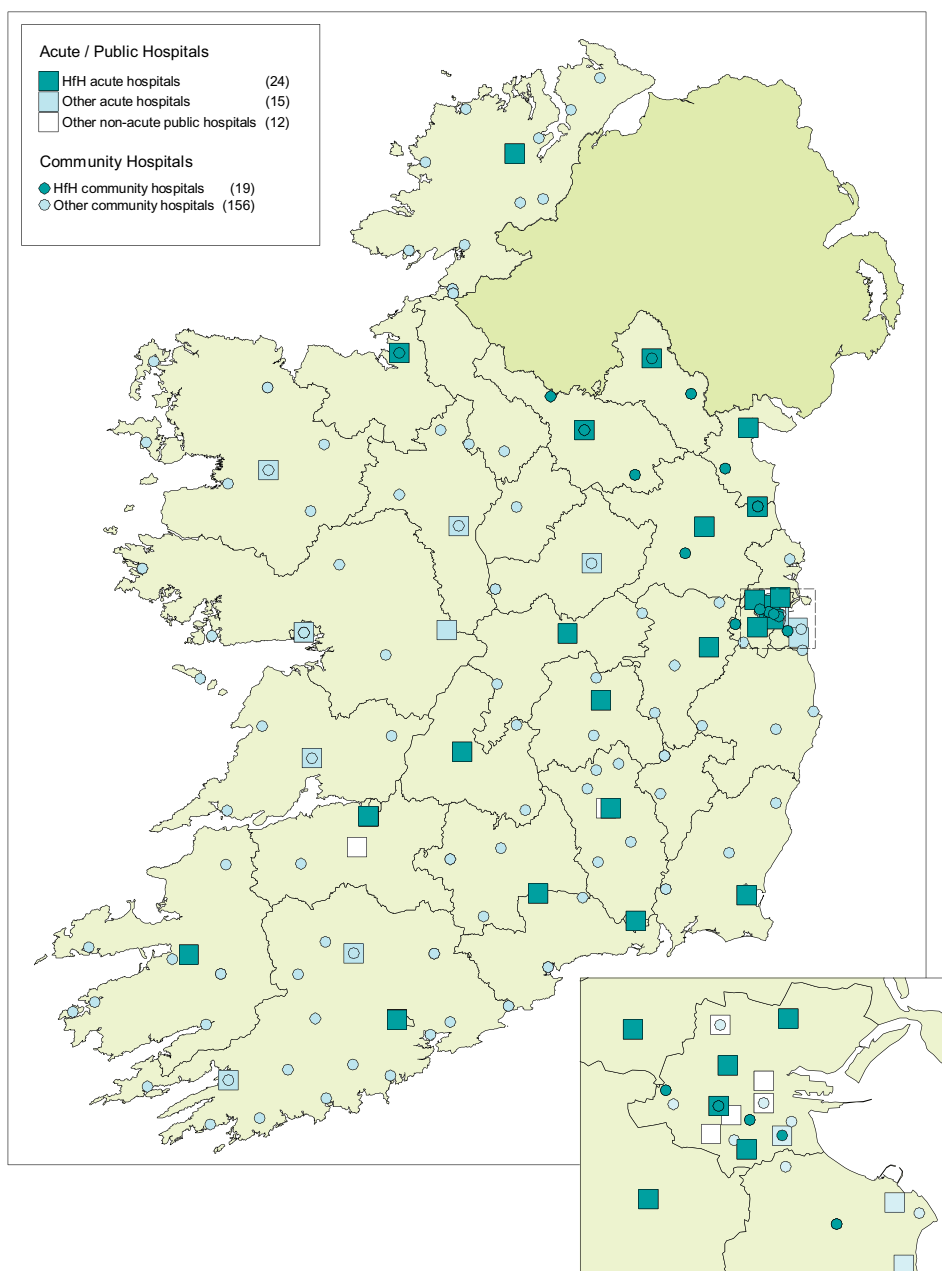 Acute / Public Hospitals
HfH acute hospitals (24)
Other acute hospitals (15)
Other non-acute public hospitals (12)
Community Hospitals
HfH community hospitals (19)
Other community hospitals (156)